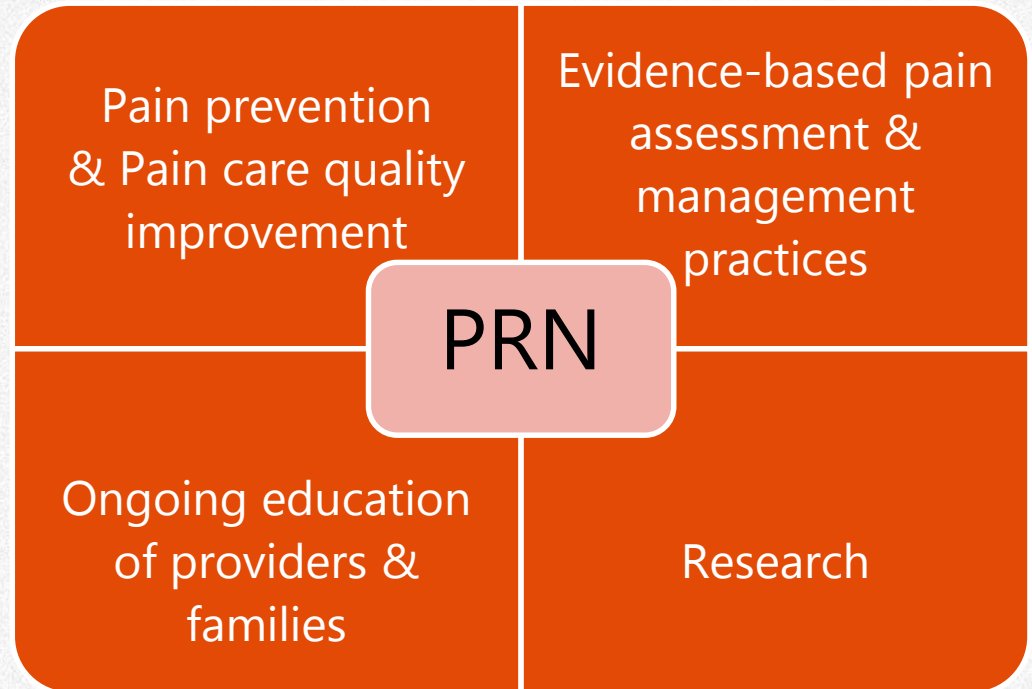 Pain prevention
& Pain care quality
improvement
Evidence-based pain
assessment &
management
practices
PRN
Ongoing education
of providers &
families
Research